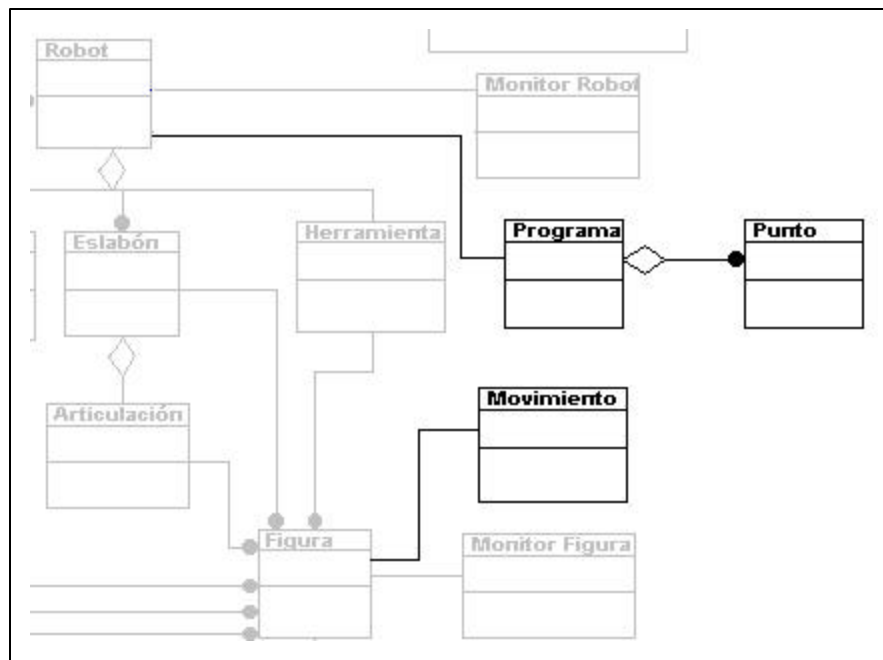 Robot
Monitor Robot
Eslabón
Herramienta
Programa
Punto
Articulación
Movimiento
Figura
Monitor Figura